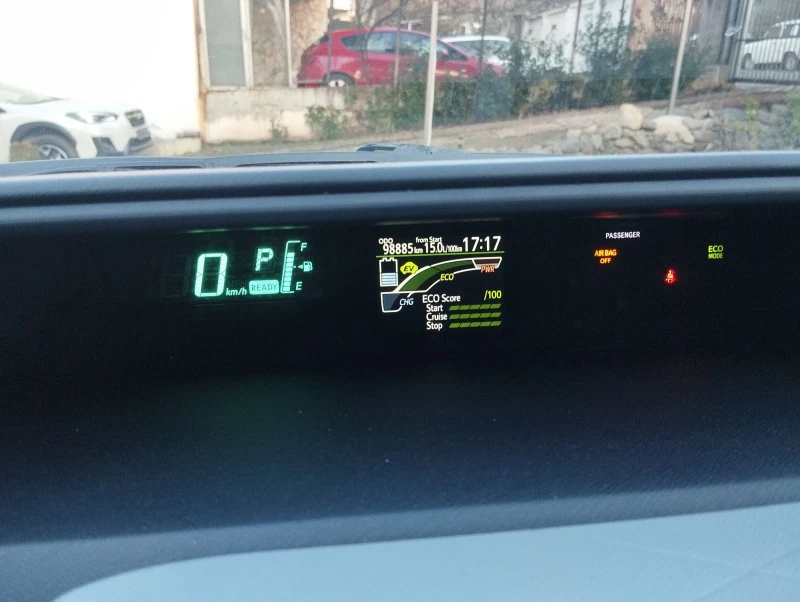 0 km/h
P
READY
F
E
ODO
98885 km
from Start
15.0L/100km
17:17
EV
ECO
PWR
CHG
ECO Score /100
Start
Cruise
Stop
PASSENGER
AIR BAG
OFF
ECO
MODE